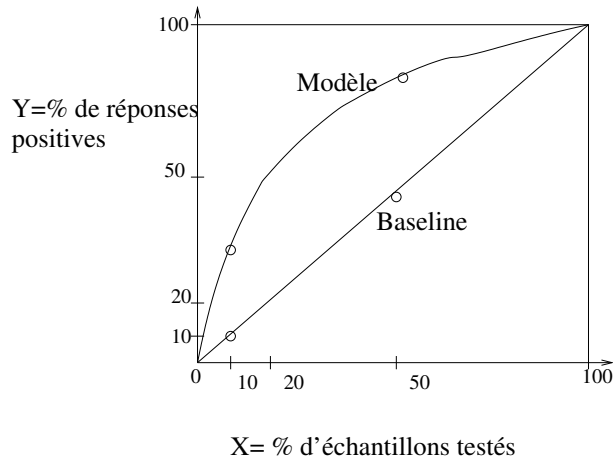 100
Modèle
Y=% de réponses
positives
50
Baseline
20
10
0
10
20
50
100
X= % d'échantillons testés